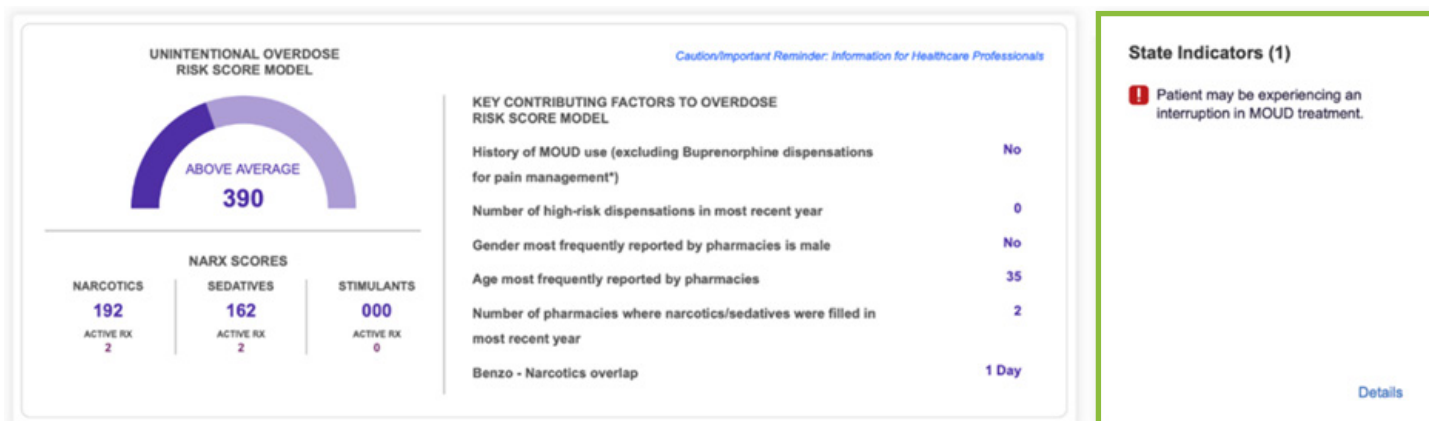 UNINTENTIONAL OVERDOSE
RISK SCORE MODEL
ABOVE AVERAGE
390
NARX SCORES
NARCOTICS
192
ACTIVE RX
2
SEDATIVES
162
ACTIVE RX
2
STIMULANTS
000
ACTIVE RX
0
Caution/Important Reminder: Information for Healthcare Professionals
KEY CONTRIBUTING FACTORS TO OVERDOSE
RISK SCORE MODEL
History of MOUD use (excluding Buprenorphine dispensations No
for pain management*)
Number of high-risk dispensations in most recent year 0
Gender most frequently reported by pharmacies is male No
Age most frequently reported by pharmacies 35
Number of pharmacies where narcotics/sedatives were filled in 2
most recent year
Benzo - Narcotics overlap 1 Day
State Indicators (1)
! Patient may be experiencing an
interruption in MOUD treatment.
Details